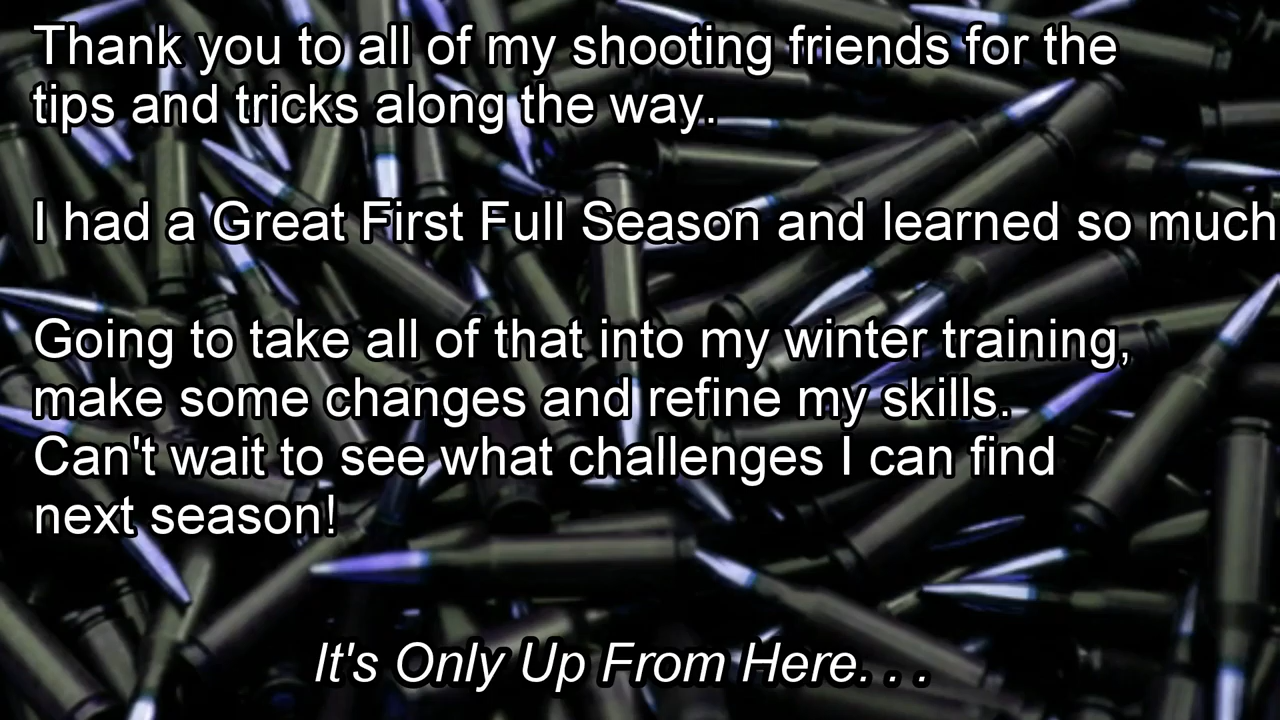 Thank you to all of my shooting friends for the
tips and tricks along the way.
I had a Great First Full Season and learned so much
Going to take all of that into my winter training,
make some changes and refine my skills.
Can't wait to see what challenges I can find
next season!
It's Only Up From Here. . .